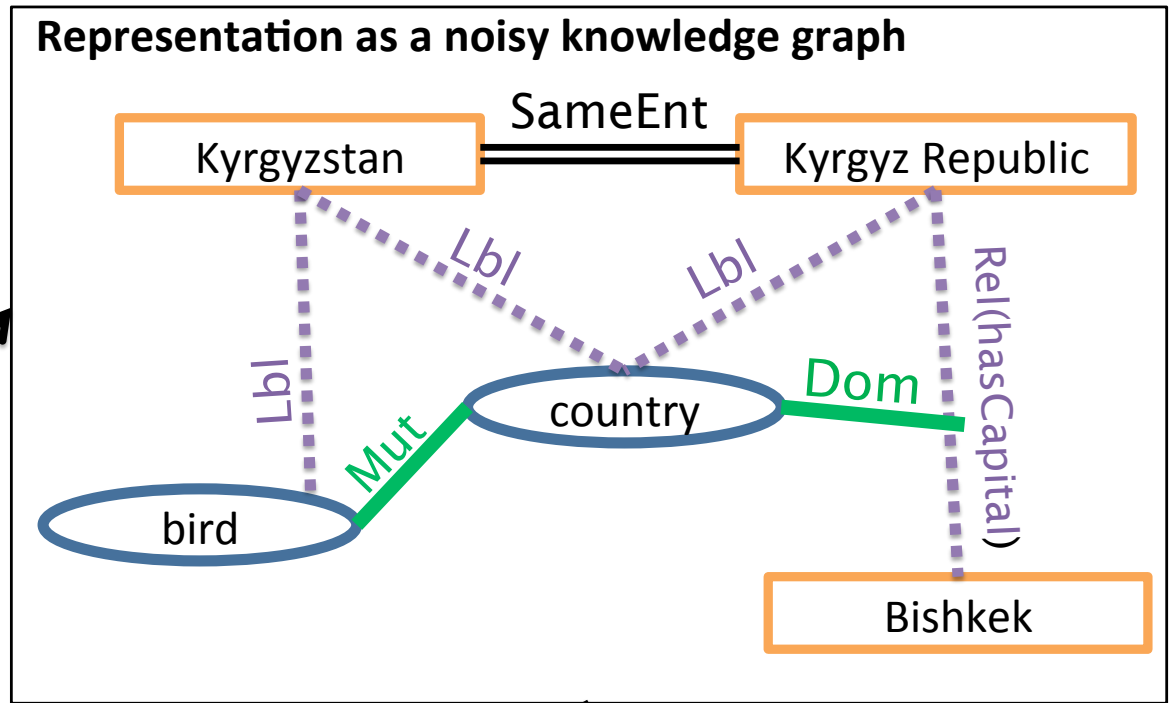 Representation as a noisy knowledge graph
SameEnt
Kyrgyzstan
Kyrgyz Republic
Lbl
Lbl
Lbl
Rel(hasCapital)
Dom
country
Mut
bird
Bishkek